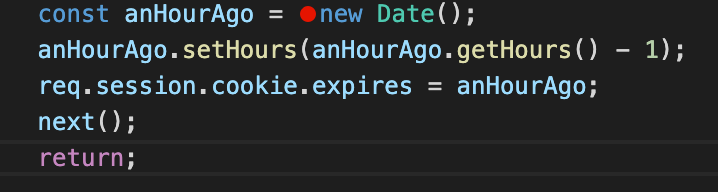 const anHourAgo = new Date();
anHourAgo.setHours(anHourAgo.getHours() - 1);
req.session.cookie.expires = anHourAgo;
next();
return;